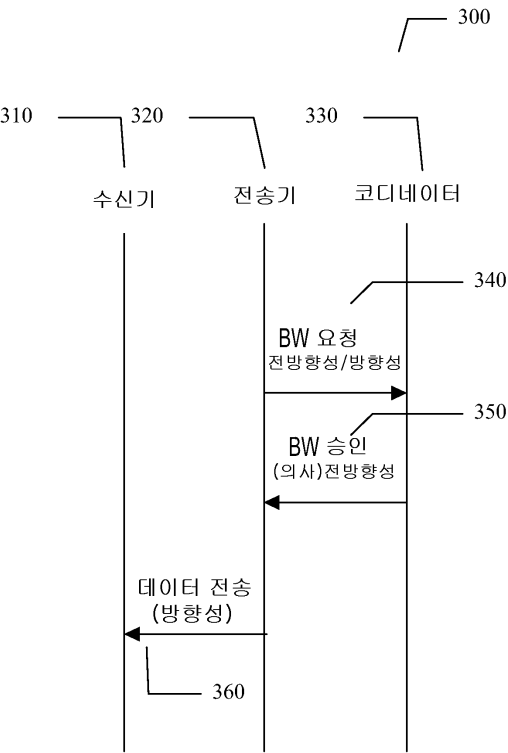 300
310
320
330
수신기
전송기
코디네이터
340
BW 요청
전방향성/방향성
350
BW 승인
(의사)전방향성
데이터 전송
(방향성)
360